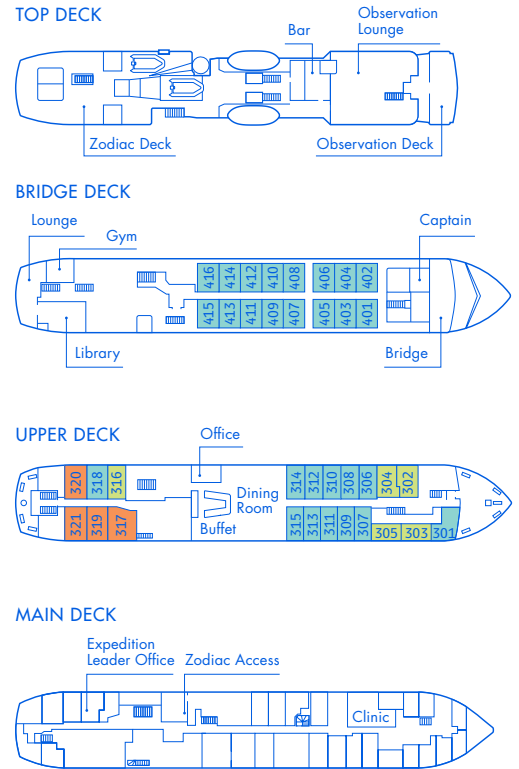 TOP DECK
Bar
Observation
Lounge
Zodiac Deck
Observation Deck
BRIDGE DECK
Lounge
Gym
Captain
416 414 412 410 408 406 404 402
415 413 411 409 407 405 403 401
Library
Bridge
UPPER DECK
Office
320 318 316
314 312 310 308 306 304 302
Dining
Room
Buffet
321 319 317
315 313 311 309 307 305 303 301
MAIN DECK
Expedition
Leader Office
Zodiac Access
Clinic